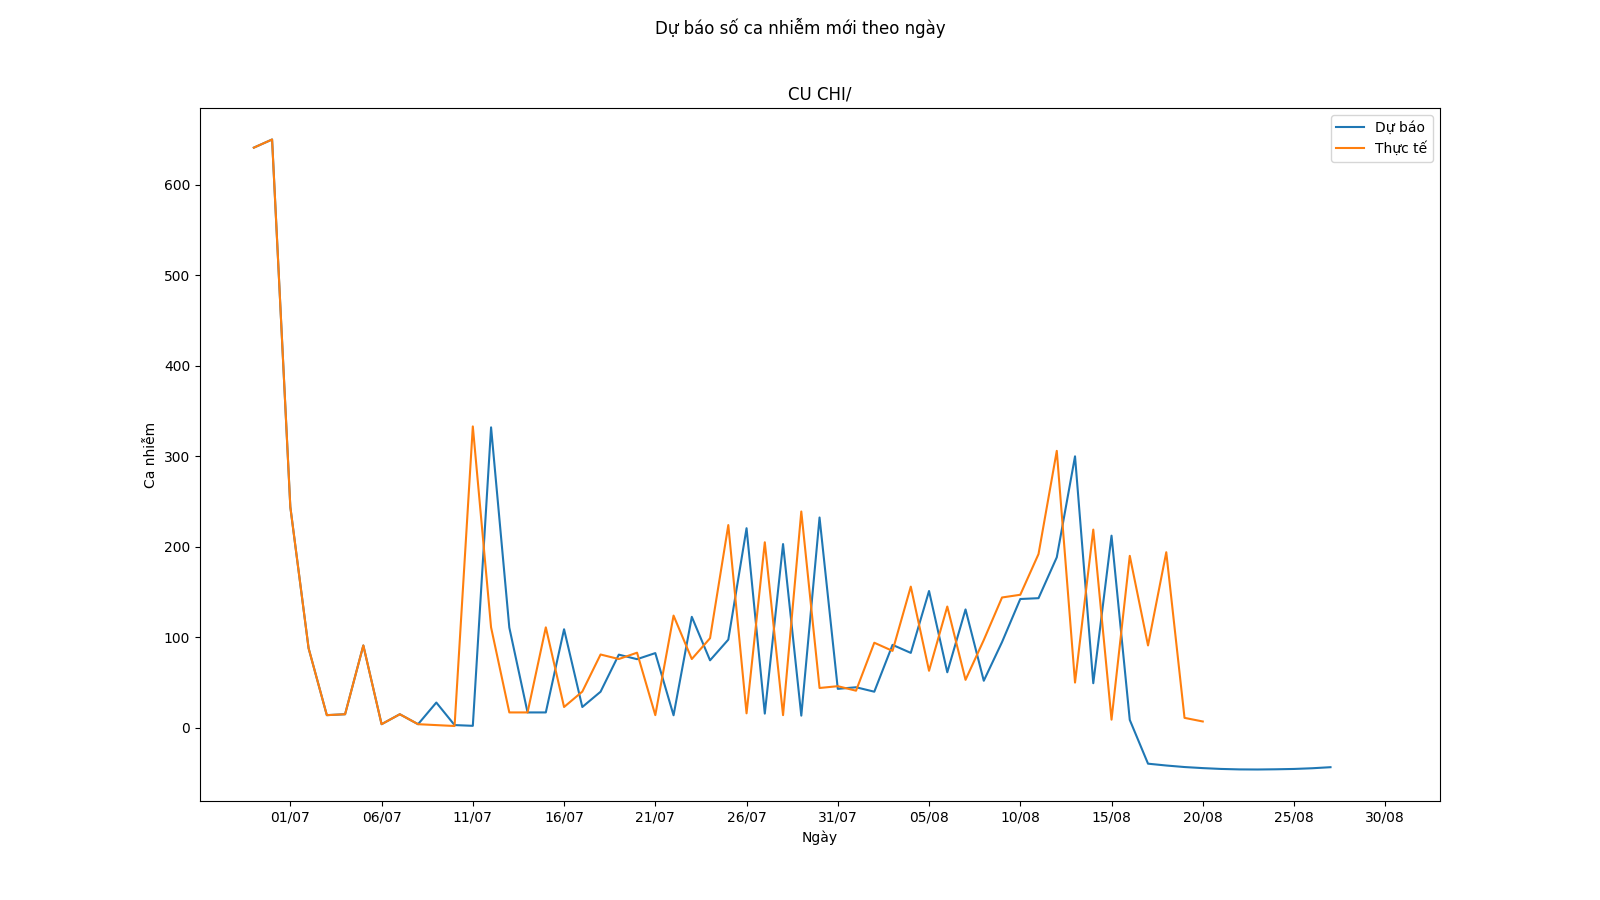 Dự báo số ca nhiễm mới theo ngày
CU CHI/
Dự báo
Thực tế
600
500
400
300
200
100
0
Ca nhiễm
01/07 06/07 11/07 16/07 21/07 26/07 31/07 05/08 10/08 15/08 20/08 25/08 30/08
Ngày